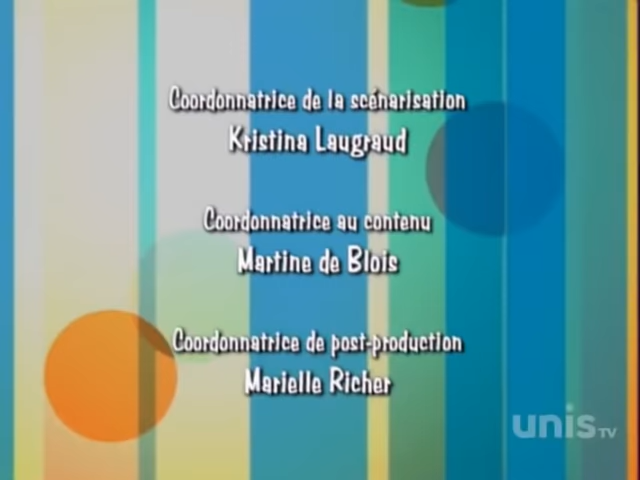 Coordonnatrice de la scénarisation
Kristina Laugraud
Coordonnatrice au contenu
Martine de Blois
Coordonnatrice de post-production
Marielle Richer
unis TV